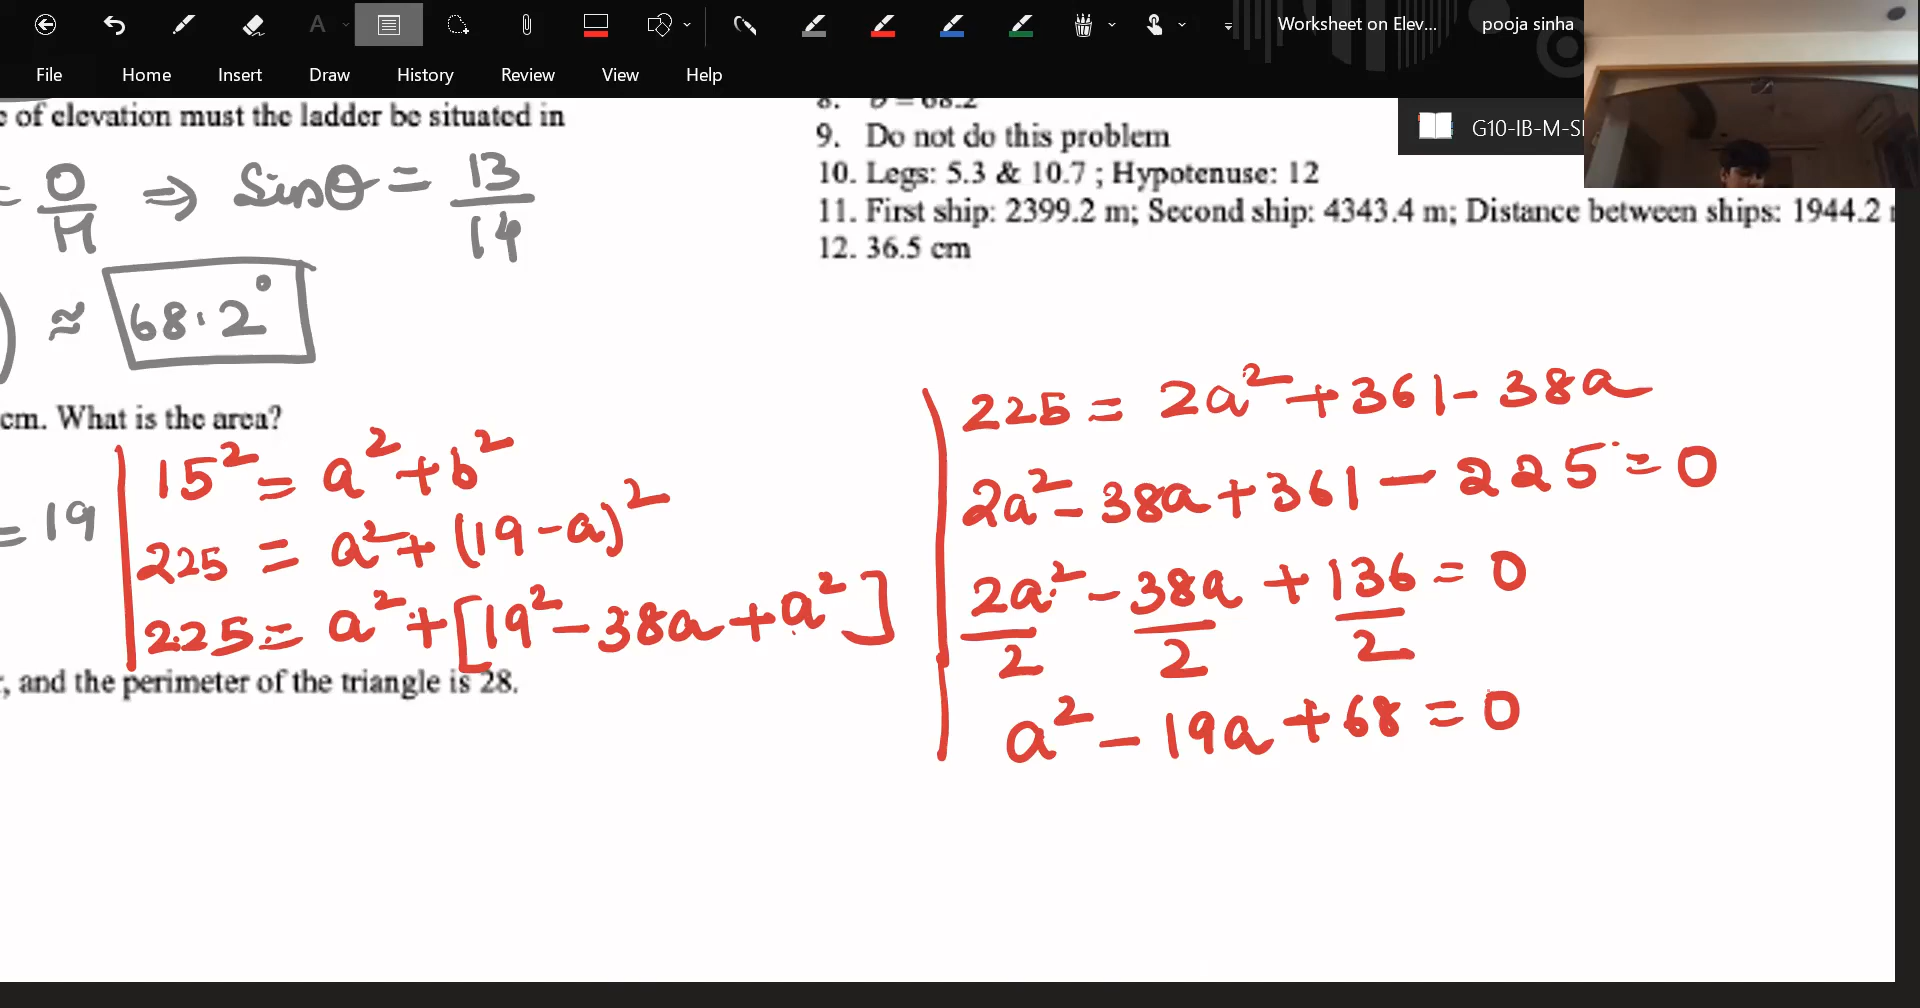 Worksheet on Elev... pooja sinha
File Home Insert Draw History Review View Help
G10-IB-M-S
of elevation must the ladder be situated in
= O/H ⇒ Sinθ = 13/14
) ≈ 68.2°
cm. What is the area?
= 19
15² = a² + b²
225 = a² + (19 - a)²
225 = a² + [19² - 38a + a²]
, and the perimeter of the triangle is 28.
8. = 68.2
9. Do not do this problem
10. Legs: 5.3 & 10.7 ; Hypotenuse: 12
11. First ship: 2399.2 m; Second ship: 4343.4 m; Distance between ships: 1944.2
12. 36.5 cm
225 = 2a² + 361 - 38a
2a² - 38a + 361 - 225 = 0
2a²/2 - 38a/2 + 136/2 = 0
a² - 19a + 68 = 0